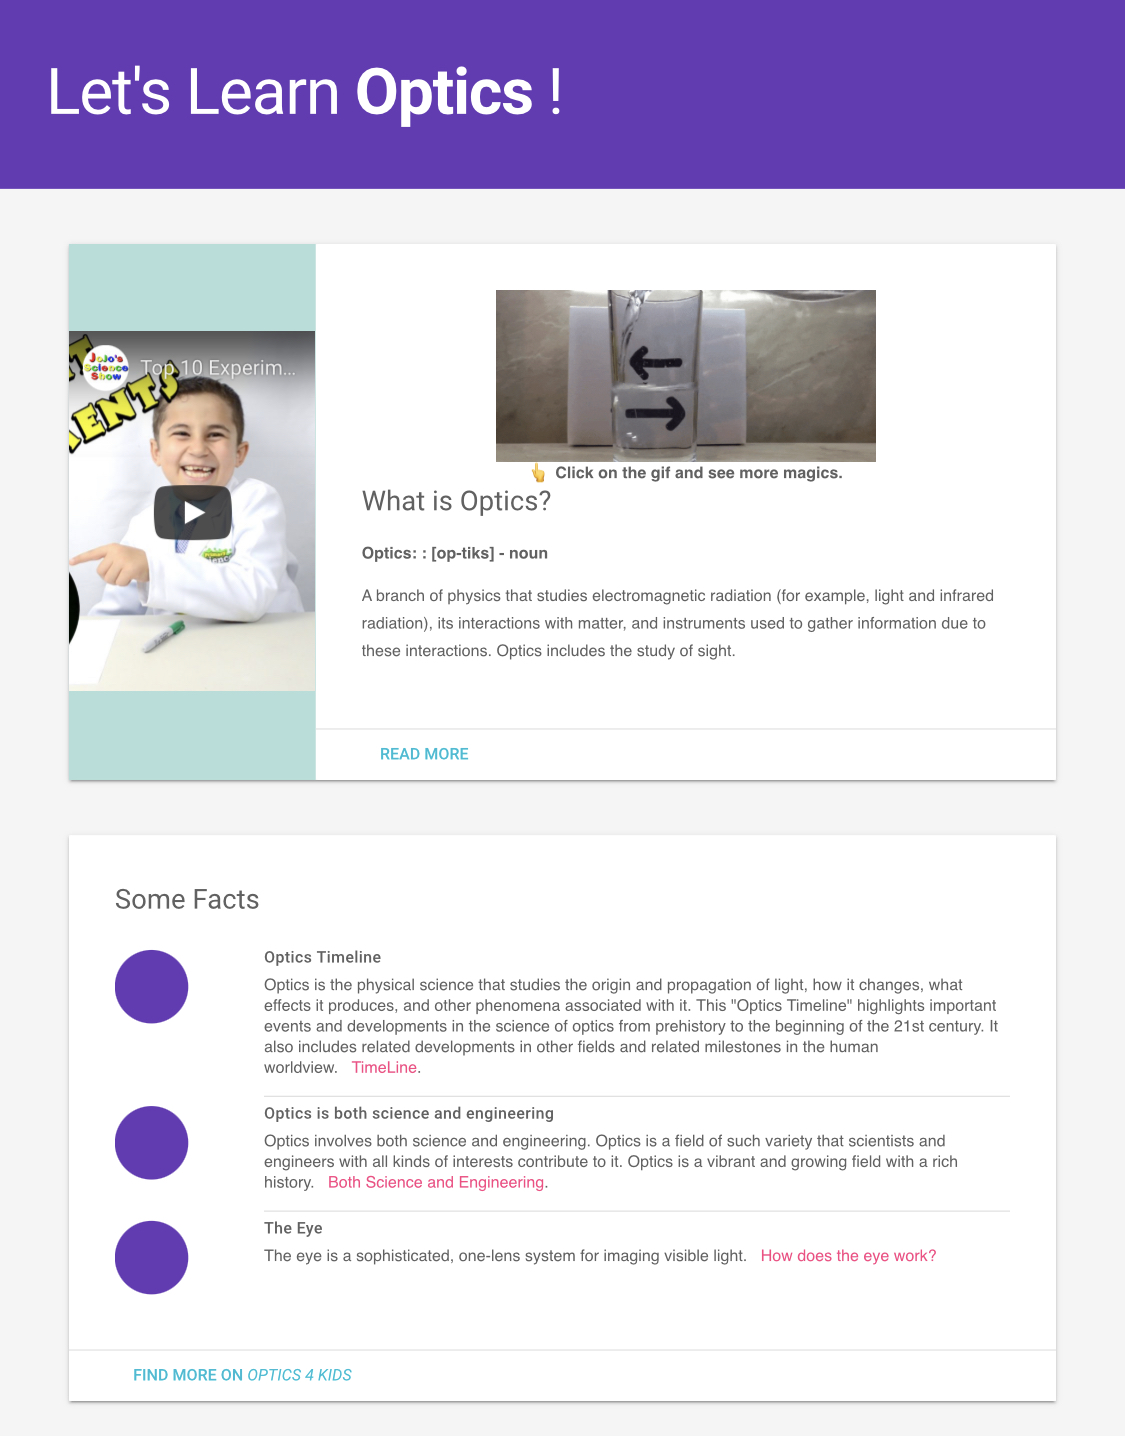 Let's Learn Optics !
JoJo's
Science
Show
Top 10 Experim...
👆 Click on the gif and see more magics.
What is Optics?
Optics: : [op-tiks] - noun
A branch of physics that studies electromagnetic radiation (for example, light and infrared
radiation), its interactions with matter, and instruments used to gather information due to
these interactions. Optics includes the study of sight.
READ MORE
Some Facts
Optics Timeline
Optics is the physical science that studies the origin and propagation of light, how it changes, what
effects it produces, and other phenomena associated with it. This "Optics Timeline" highlights important
events and developments in the science of optics from prehistory to the beginning of the 21st century. It
also includes related developments in other fields and related milestones in the human
worldview. TimeLine.
Optics is both science and engineering
Optics involves both science and engineering. Optics is a field of such variety that scientists and
engineers with all kinds of interests contribute to it. Optics is a vibrant and growing field with a rich
history. Both Science and Engineering.
The Eye
The eye is a sophisticated, one-lens system for imaging visible light. How does the eye work?
FIND MORE ON OPTICS 4 KIDS